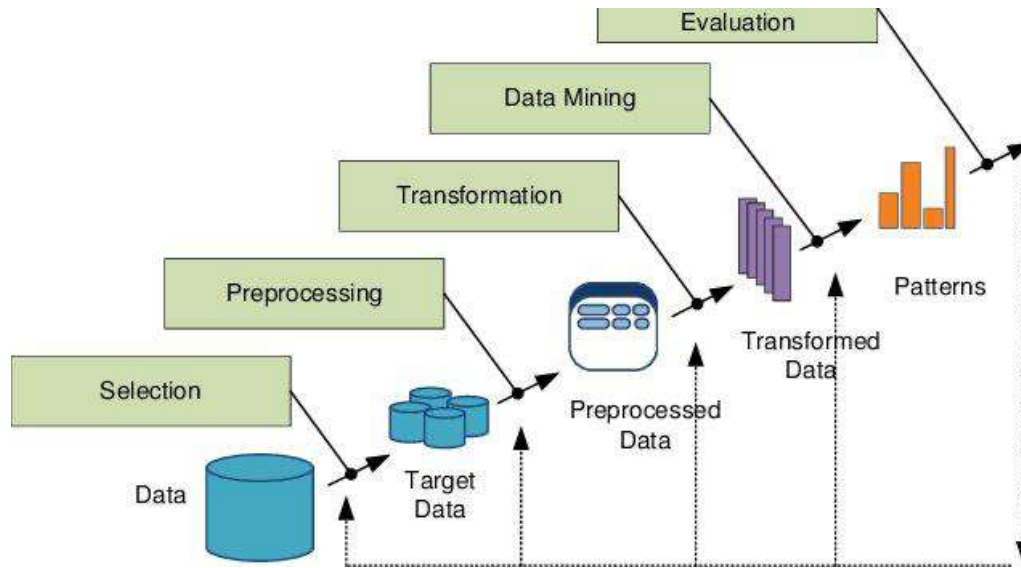 Evaluation
Data Mining
Transformation
Preprocessing
Selection
Data
Target
Data
Preprocessed
Data
Transformed
Data
Patterns